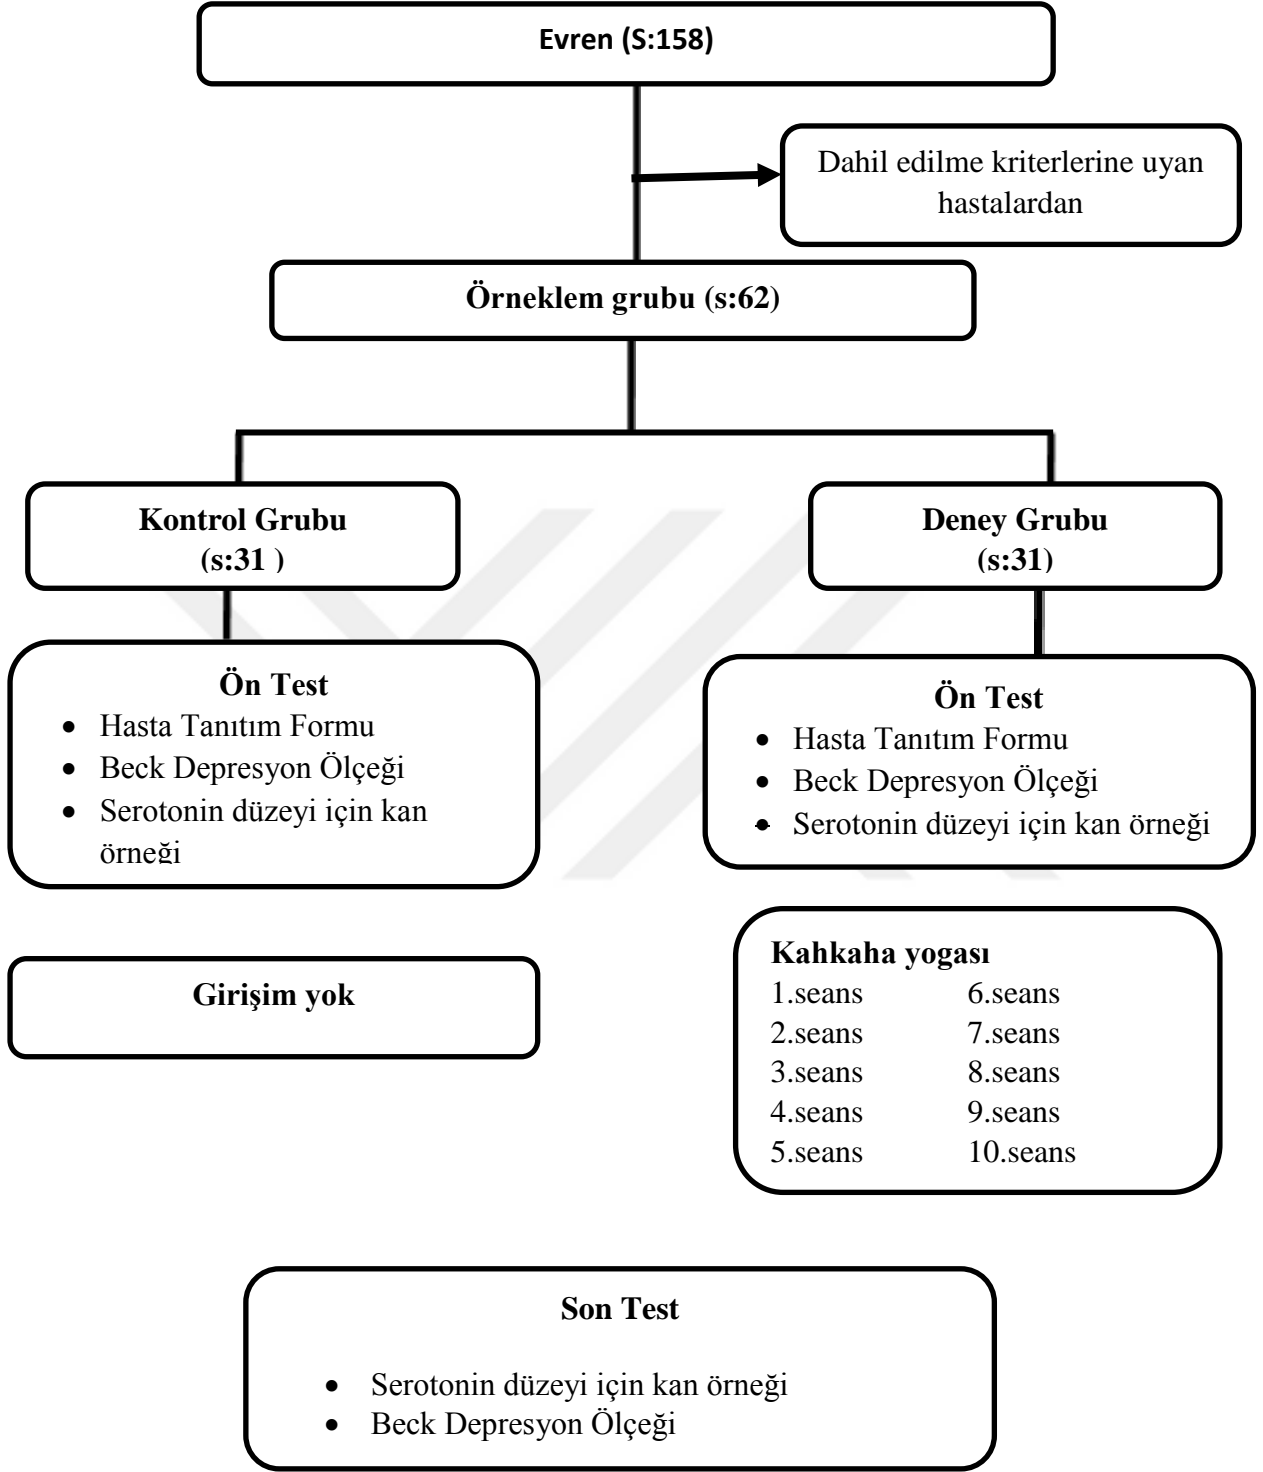 Evren (S:158)
Dahil edilme kriterlerine uyan
hastalardan
Örneklem grubu (s:62)
Kontrol Grubu
(s:31 )
Deney Grubu
(s:31)
Ön Test
• Hasta Tanıtım Formu
• Beck Depresyon Ölçeği
• Serotonin düzeyi için kan
örneği
Ön Test
• Hasta Tanıtım Formu
• Beck Depresyon Ölçeği
• Serotonin düzeyi için kan örneği
Girişim yok
Kahkaha yogası
1.seans 6.seans
2.seans 7.seans
3.seans 8.seans
4.seans 9.seans
5.seans 10.seans
Son Test
• Serotonin düzeyi için kan örneği
• Beck Depresyon Ölçeği